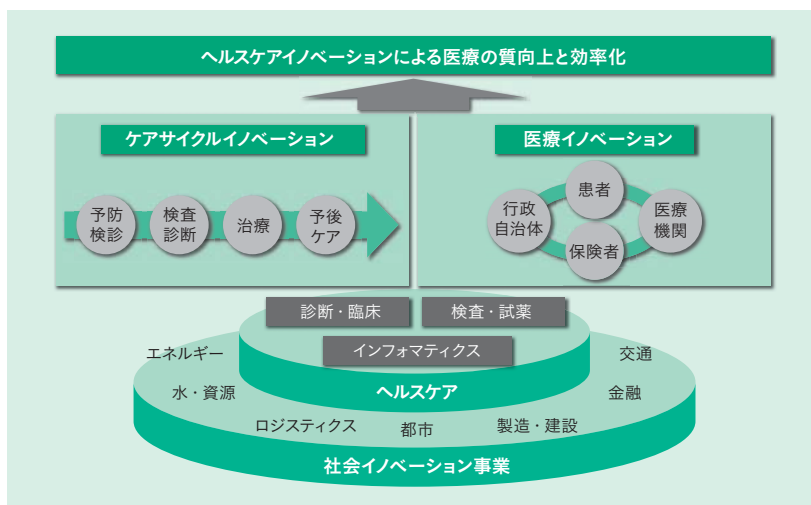 ヘルスケアイノベーションによる医療の質向上と効率化
ケアサイクルイノベーション
予防
検診
検査
診断
治療
予後
ケア
医療イノベーション
患者
行政
自治体
医療
機関
保険者
診断・臨床
検査・試薬
インフォマティクス
ヘルスケア
エネルギー
交通
水・資源
金融
ロジスティクス
都市
製造・建設
社会イノベーション事業